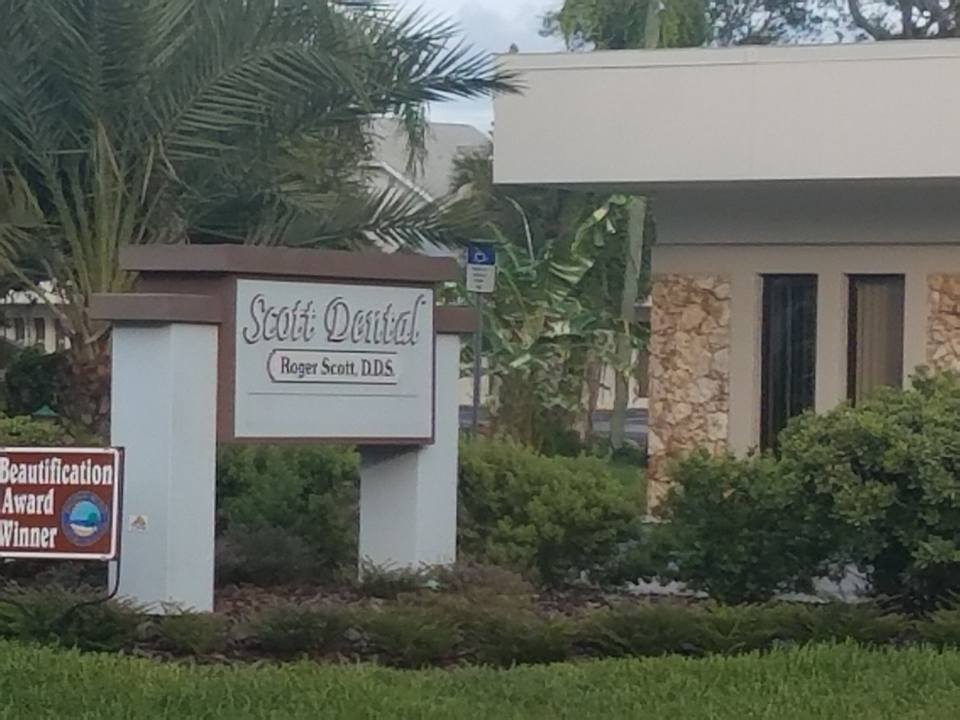 Scott Dental
Roger Scott, D.D.S.
Beautification
Award
Winner